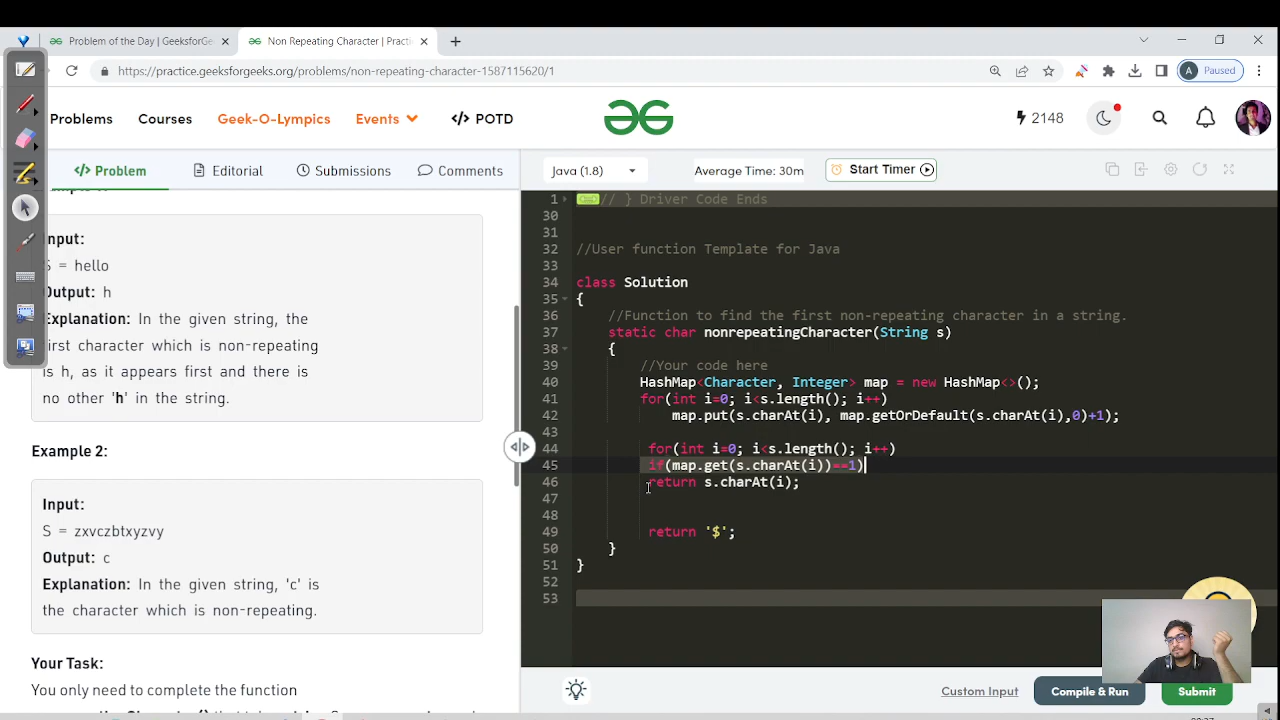 Problem of the Day | GeeksforGe
Non Repeating Character | Practi
https://practice.geeksforgeeks.org/problems/non-repeating-character-1587115620/1
A Paused
Problems
Courses
Geek-O-Lympics
Events
</> POTD
2148
</> Problem
Editorial
Submissions
Comments
Java (1.8)
Average Time: 30m
Start Timer
nput:
S = hello
Output: h
Explanation: In the given string, the
irst character which is non-repeating
is h, as it appears first and there is
no other 'h' in the string.
Example 2:
Input:
S = zxvczbtxyzvy
Output: c
Explanation: In the given string, 'c' is
the character which is non-repeating.
Your Task:
You only need to complete the function
1 // } Driver Code Ends
30
31
32 //User function Template for Java
33
34 class Solution
35 {
36 //Function to find the first non-repeating character in a string.
37 static char nonrepeatingCharacter(String s)
38 {
39 //Your code here
40 HashMap<Character, Integer> map = new HashMap<>();
41 for(int i=0; i<s.length(); i++)
42 map.put(s.charAt(i), map.getOrDefault(s.charAt(i),0)+1);
43
44 for(int i=0; i<s.length(); i++)
45 if(map.get(s.charAt(i))==1)
46 return s.charAt(i);
47
48
49 return '$';
50 }
51 }
52
53
Custom Input
Compile & Run
Submit